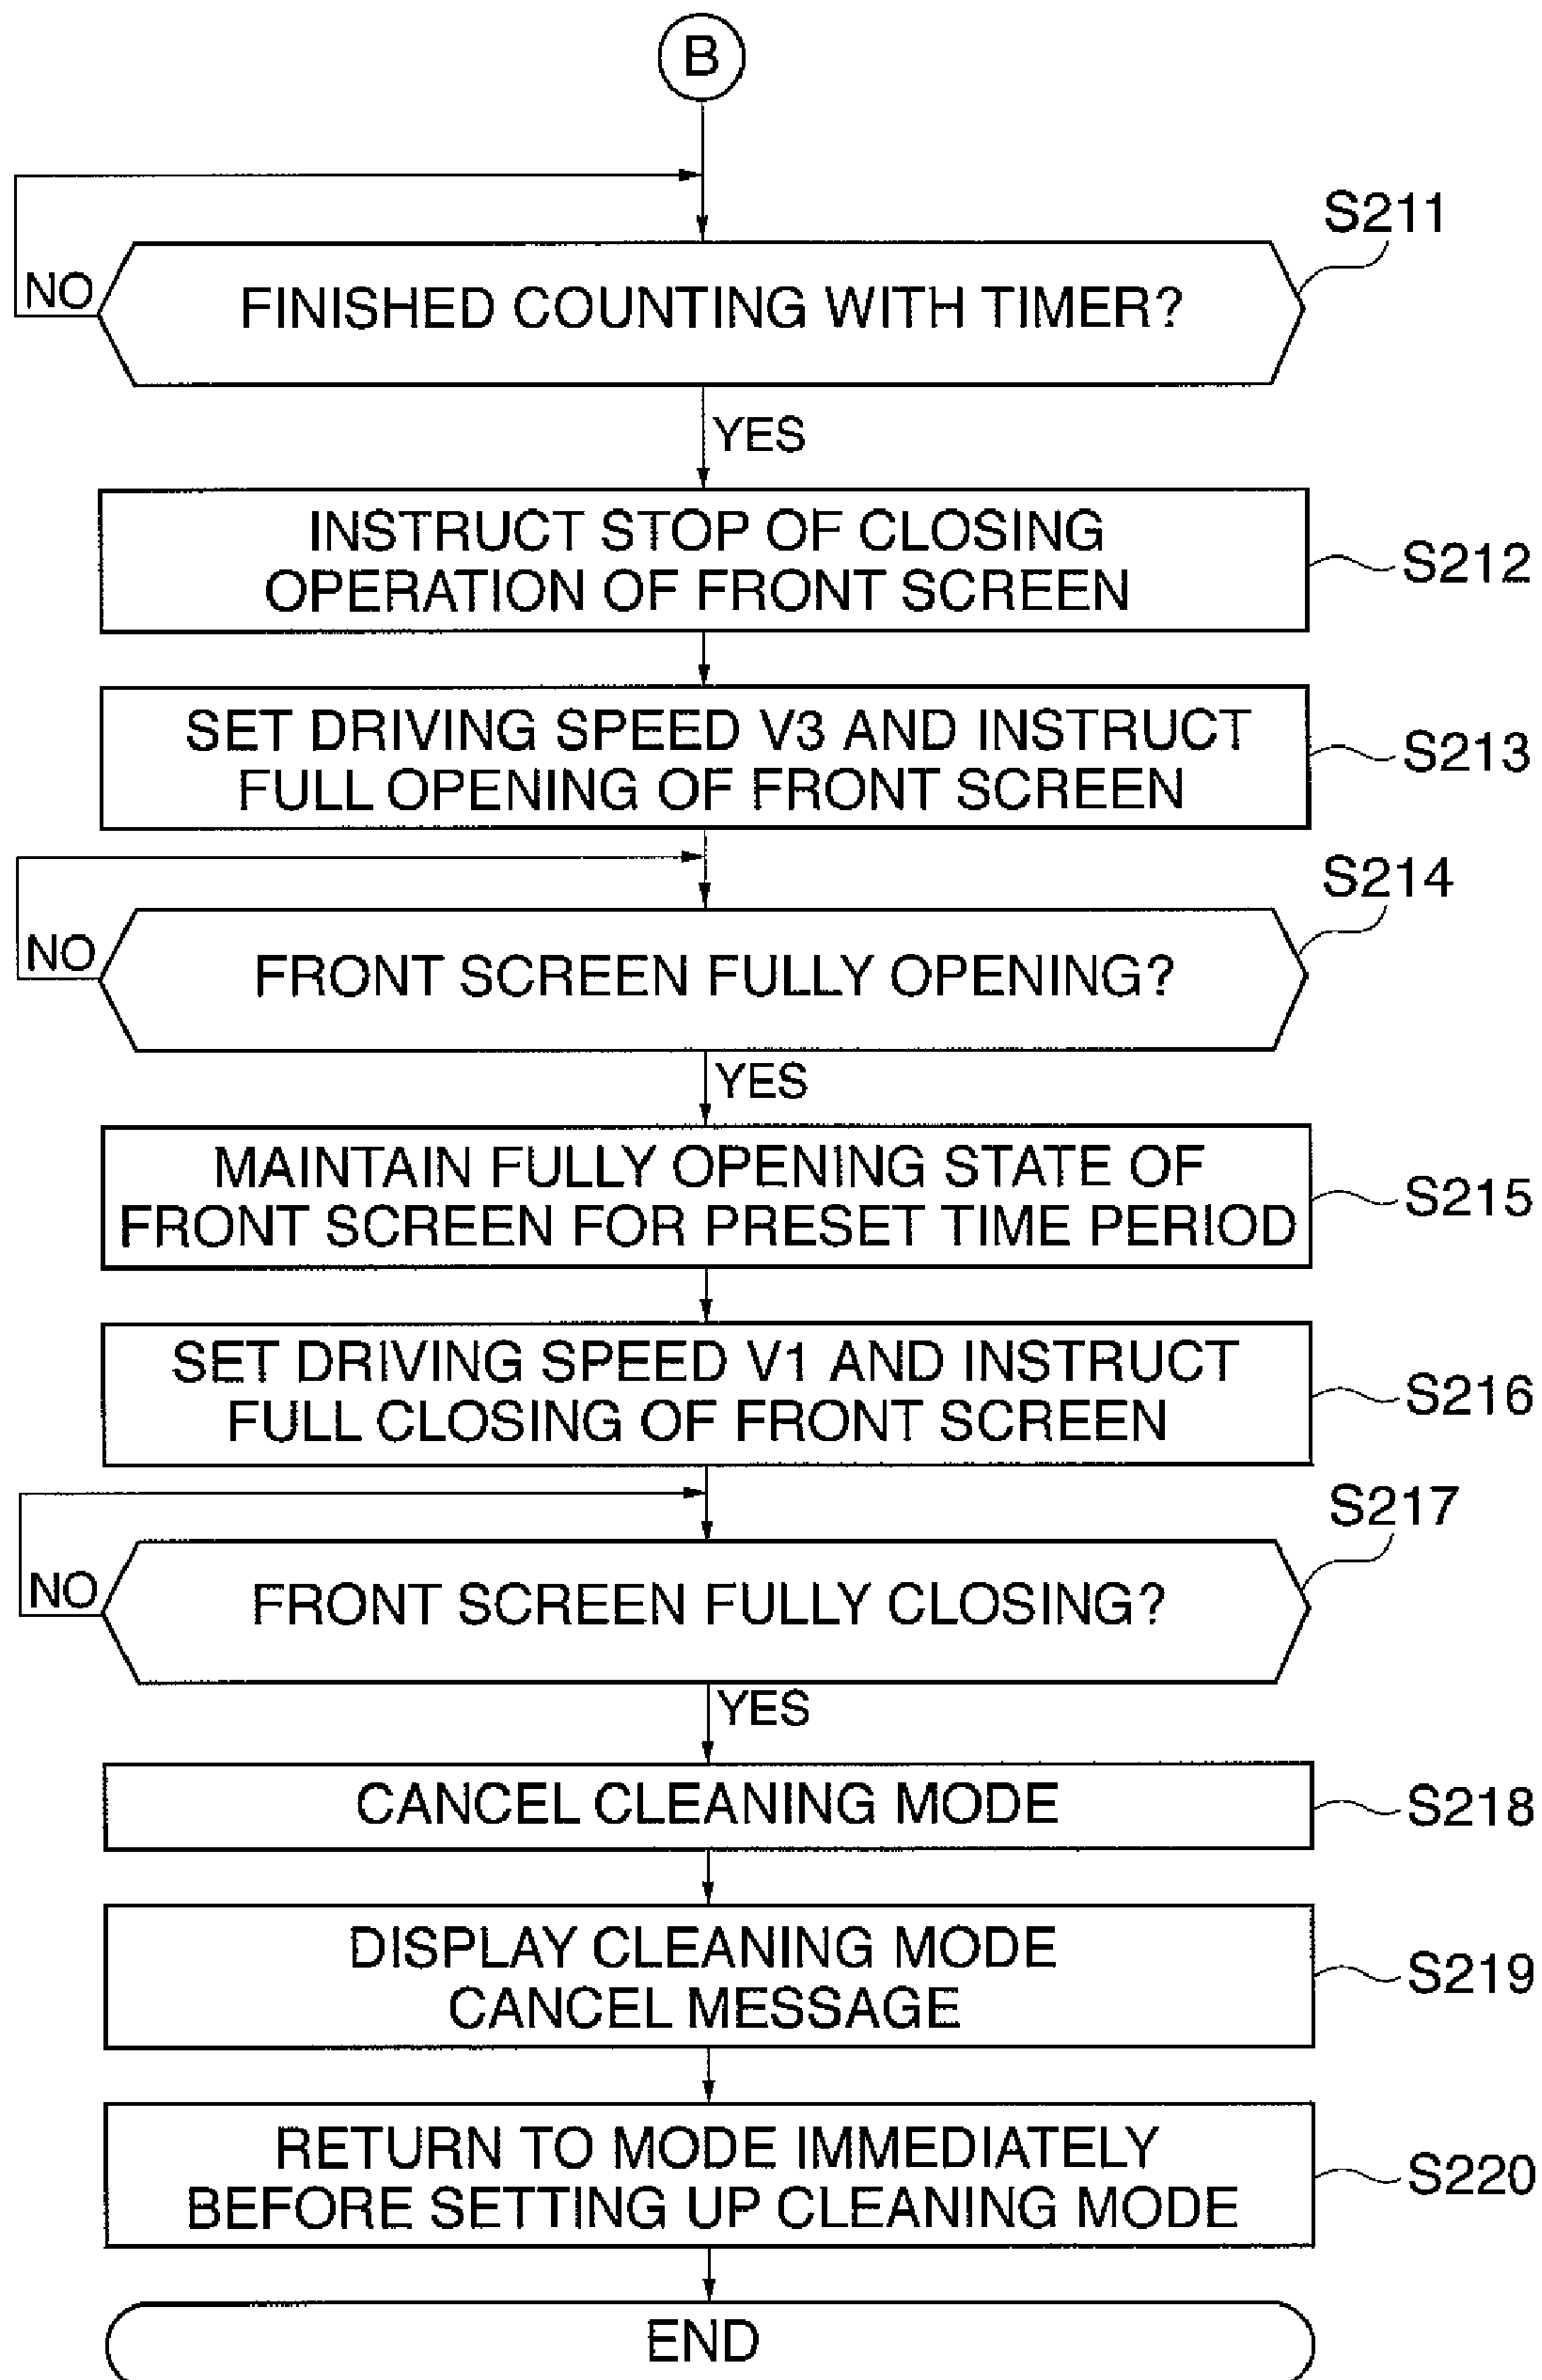 B
S211
NO
FINISHED COUNTING WITH TIMER?
YES
INSTRUCT STOP OF CLOSING
OPERATION OF FRONT SCREEN
S212
SET DRIVING SPEED V3 AND INSTRUCT
FULL OPENING OF FRONT SCREEN
S213
S214
NO
FRONT SCREEN FULLY OPENING?
YES
MAINTAIN FULLY OPENING STATE OF
FRONT SCREEN FOR PRESET TIME PERIOD
S215
SET DRIVING SPEED V1 AND INSTRUCT
FULL CLOSING OF FRONT SCREEN
S216
S217
NO
FRONT SCREEN FULLY CLOSING?
YES
CANCEL CLEANING MODE
S218
DISPLAY CLEANING MODE
CANCEL MESSAGE
S219
RETURN TO MODE IMMEDIATELY
BEFORE SETTING UP CLEANING MODE
S220
END